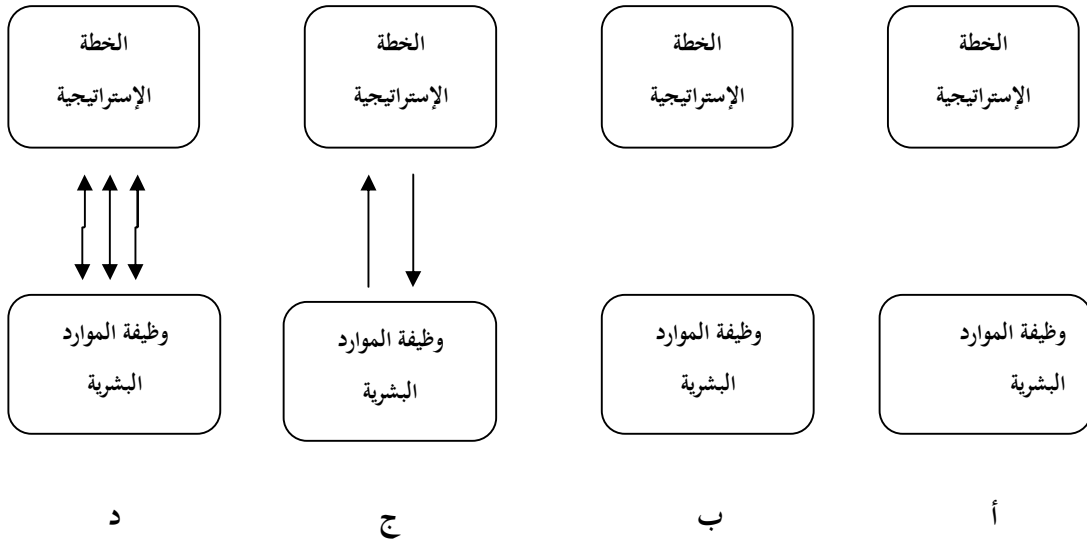 الخطة
الإستراتيجية
الخطة
الإستراتيجية
الخطة
الإستراتيجية
الخطة
الإستراتيجية
وظيفة الموارد
البشرية
وظيفة الموارد
البشرية
وظيفة الموارد
البشرية
وظيفة الموارد
البشرية
أ
ب
ج
د